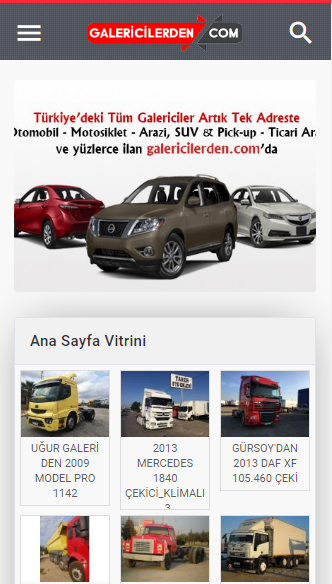 GALERICILERDEN COM
Türkiye'deki Tüm Galericiler Artık Tek Adreste
Otomobil - Motosiklet - Arazi, SUV & Pick-up - Ticari Ara
ve yüzlerce ilan galericilerden.com'da
Ana Sayfa Vitrini
UĞUR GALERİ
DEN 2009
MODEL PRO
1142
2013
MERCEDES
1840
ÇEKİCİ_KLİMALI
3
GÜRSOY'DAN
2013 DAF XF
105.460 ÇEKİ